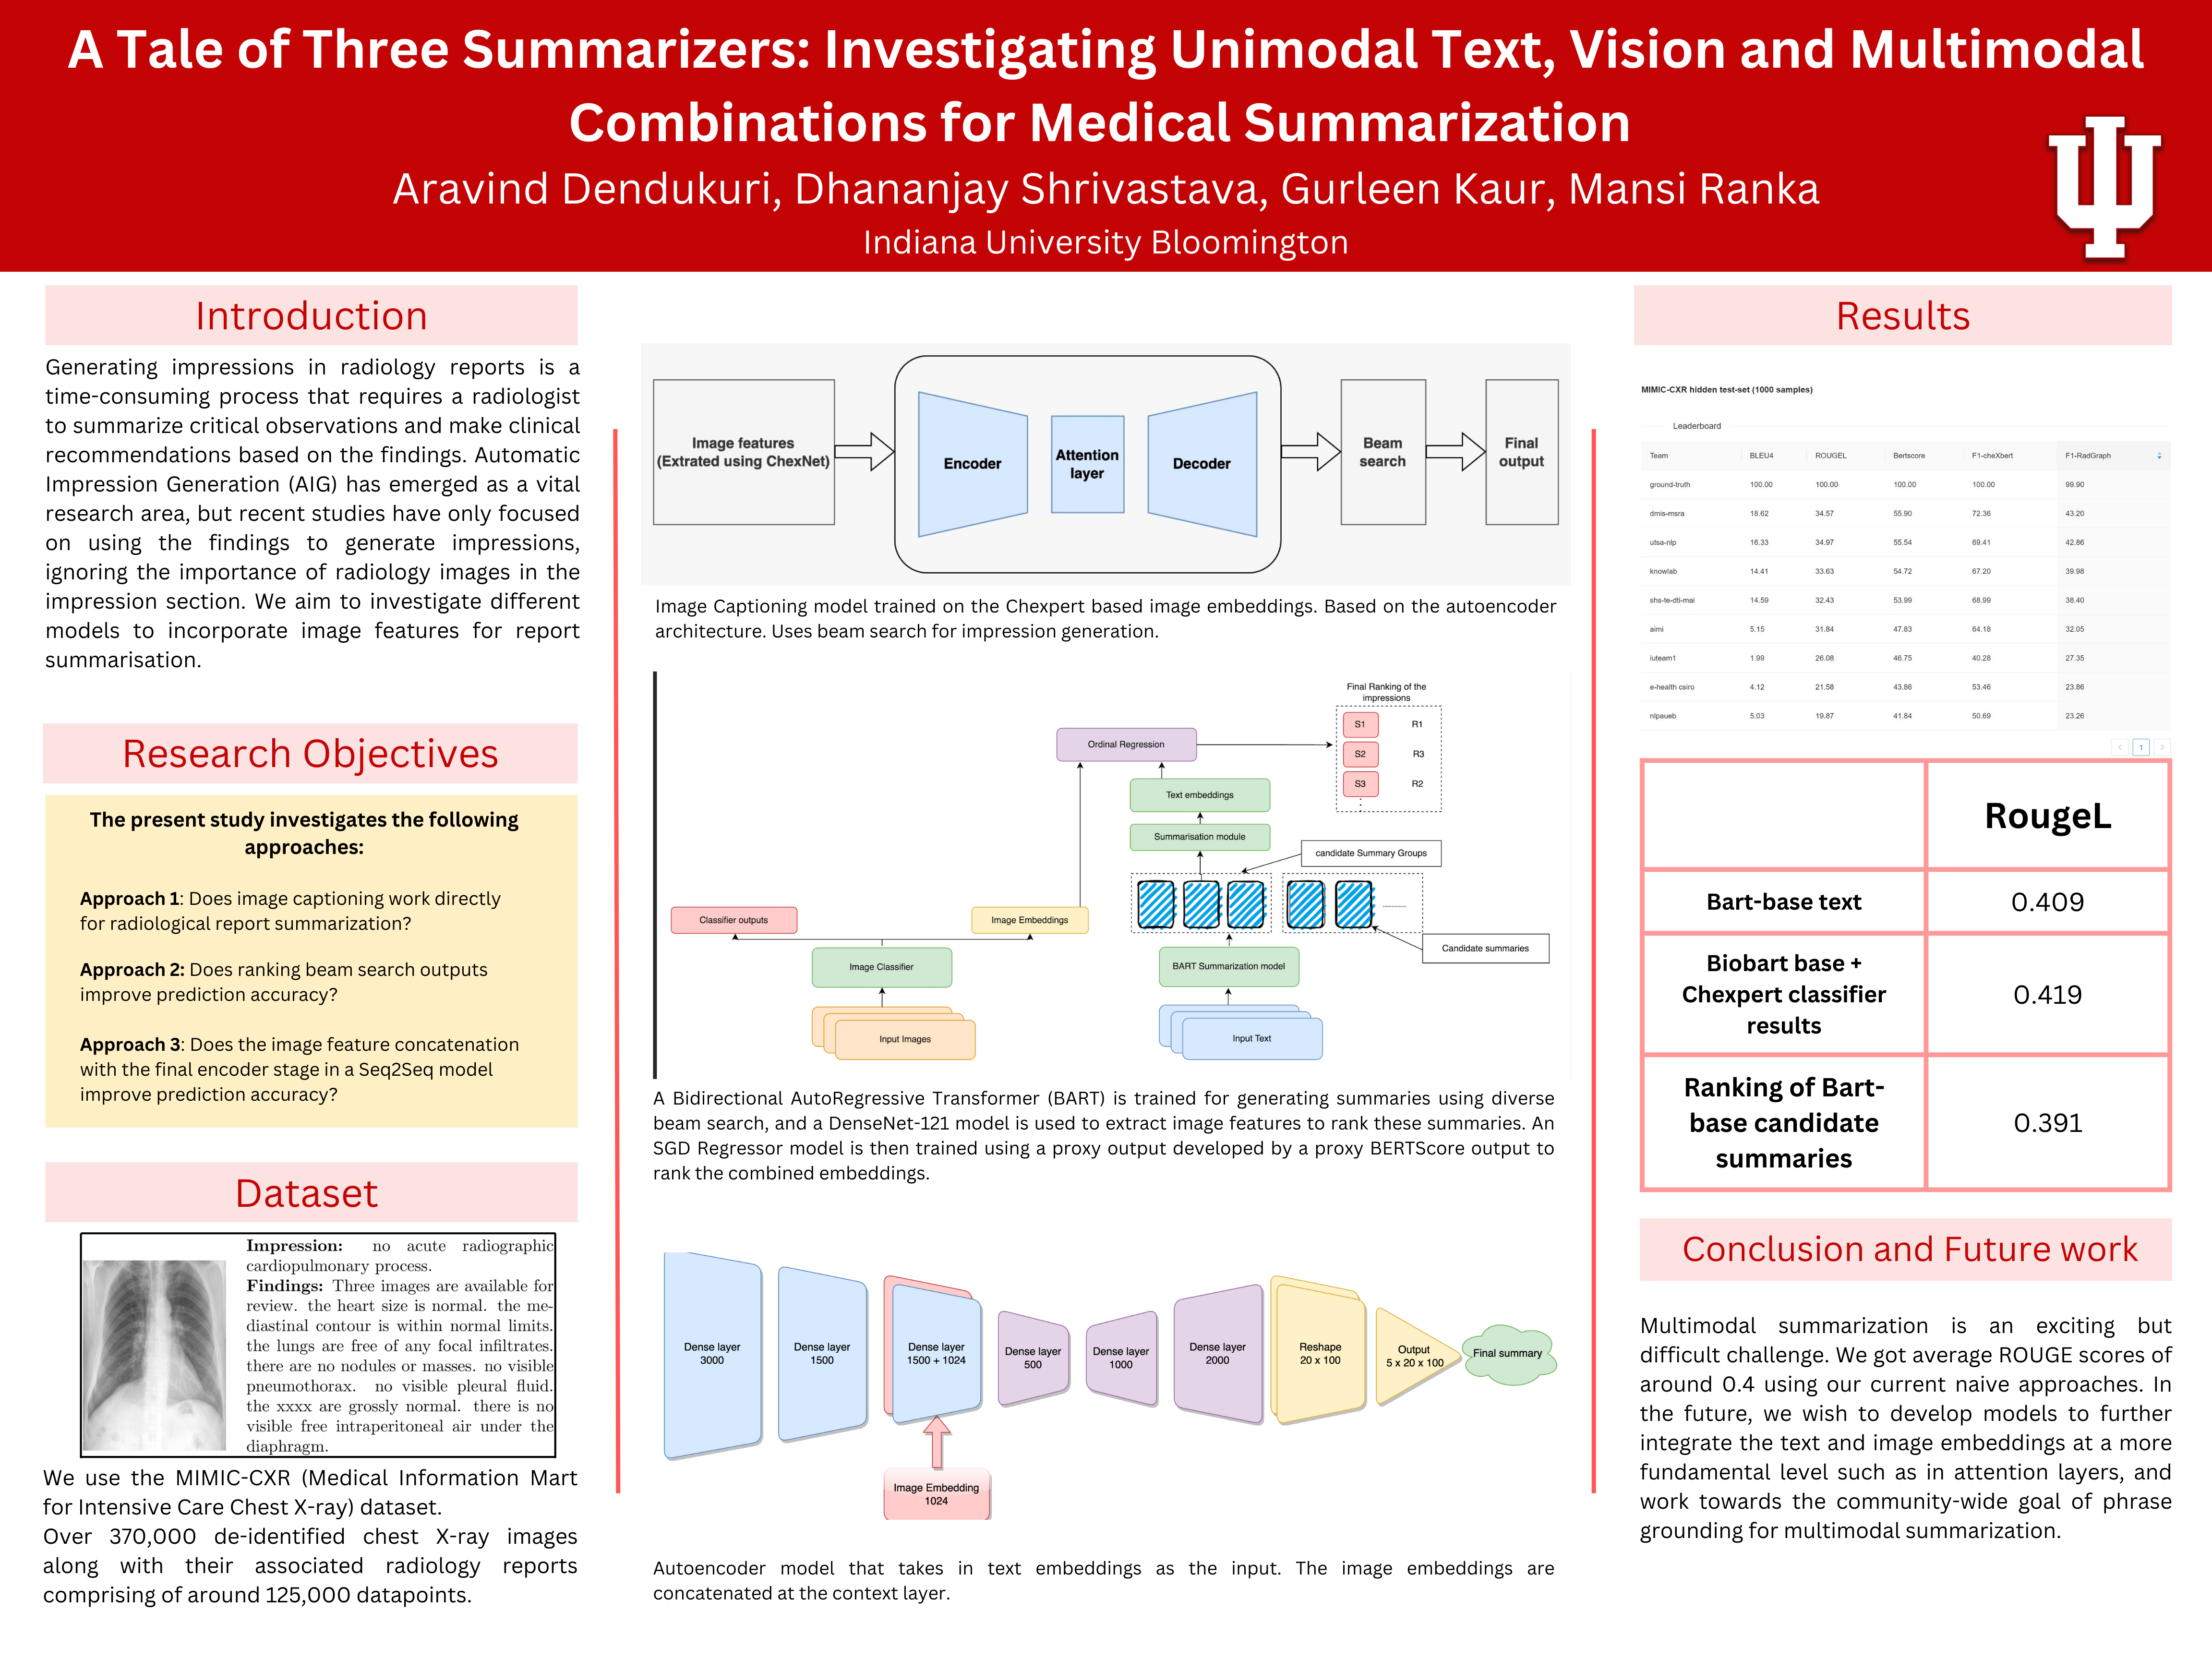 A Tale of Three Summarizers: Investigating Unimodal Text, Vision and Multimodal
Combinations for Medical Summarization
Aravind Dendukuri, Dhananjay Shrivastava, Gurleen Kaur, Mansi Ranka
Indiana University Bloomington
Introduction
Generating impressions in radiology reports is a
time-consuming process that requires a radiologist
to summarize critical observations and make clinical
recommendations based on the findings. Automatic
Impression Generation (AIG) has emerged as a vital
research area, but recent studies have only focused
on using the findings to generate impressions,
ignoring the importance of radiology images in the
impression section. We aim to investigate different
models to incorporate image features for report
summarisation.
Research Objectives
The present study investigates the following
approaches:
Approach 1: Does image captioning work directly
for radiological report summarization?
Approach 2: Does ranking beam search outputs
improve prediction accuracy?
Approach 3: Does the image feature concatenation
with the final encoder stage in a Seq2Seq model
improve prediction accuracy?
Dataset
Impression: no acute radiographic
cardiopulmonary process.
Findings: Three images are available for
review. the heart size is normal. the me-
diastinal contour is within normal limits.
the lungs are free of any focal infiltrates.
there are no nodules or masses. no visible
pneumothorax. no visible pleural fluid.
the xxxx are grossly normal. there is no
visible free intraperitoneal air under the
diaphragm.
We use the MIMIC-CXR (Medical Information Mart
for Intensive Care Chest X-ray) dataset.
Over 370,000 de-identified chest X-ray images
along with their associated radiology reports
comprising of around 125,000 datapoints.
Image features
(Extrated using ChexNet)
Encoder
Attention
layer
Decoder
Beam
search
Final
output
Image Captioning model trained on the Chexpert based image embeddings. Based on the autoencoder
architecture. Uses beam search for impression generation.
Final Ranking of the
impressions
S1 R1
S2 R3
S3 R2
Ordinal Regression
Text embeddings
Summarisation module
candidate Summary Groups
Classifier outputs
Image Embeddings
Candidate summaries
Image Classifier
BART Summarization model
Input Images
Input Text
A Bidirectional AutoRegressive Transformer (BART) is trained for generating summaries using diverse
beam search, and a DenseNet-121 model is used to extract image features to rank these summaries. An
SGD Regressor model is then trained using a proxy output developed by a proxy BERTScore output to
rank the combined embeddings.
Dense layer
3000
Dense layer
1500
Dense layer
1500 + 1024
Dense layer
500
Dense layer
1000
Dense layer
2000
Reshape
20 x 100
Output
5 x 20 x 100
Final summary
Image Embedding
1024
Autoencoder model that takes in text embeddings as the input. The image embeddings are
concatenated at the context layer.
Results
MIMIC-CXR hidden test-set (1000 samples)
Leaderboard
Team BLEU4 ROUGEL Bertscore F1-cheXbert F1-RadGraph
ground-truth 100.00 100.00 100.00 100.00 99.90
dmis-msra 18.62 34.57 55.90 72.36 43.20
utsa-nlp 16.33 34.97 55.54 69.41 42.86
knowlab 14.41 33.63 54.72 67.20 39.98
shs-te-dti-mai 14.59 32.43 53.99 68.99 38.40
aimi 5.15 31.84 47.83 64.18 32.05
iuteam1 1.99 26.08 46.75 40.28 27.35
e-health csiro 4.12 21.58 43.86 53.46 23.86
nlpaueb 5.03 19.87 41.84 50.69 23.26
< 1 >
RougeL
Bart-base text 0.409
Biobart base +
Chexpert classifier
results
0.419
Ranking of Bart-
base candidate
summaries
0.391
Conclusion and Future work
Multimodal summarization is an exciting but
difficult challenge. We got average ROUGE scores of
around 0.4 using our current naive approaches. In
the future, we wish to develop models to further
integrate the text and image embeddings at a more
fundamental level such as in attention layers, and
work towards the community-wide goal of phrase
grounding for multimodal summarization.